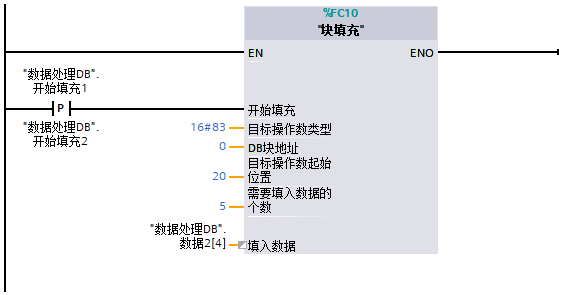 %FC10
"块填充"
EN
ENO
"数据处理DB".
开始填充1
P
"数据处理DB".
开始填充2
开始填充
16#83
目标操作数类型
0
DB块地址
目标操作数起始
20
位置
需要填入数据的
5
个数
"数据处理DB".
数据2[4]
填入数据